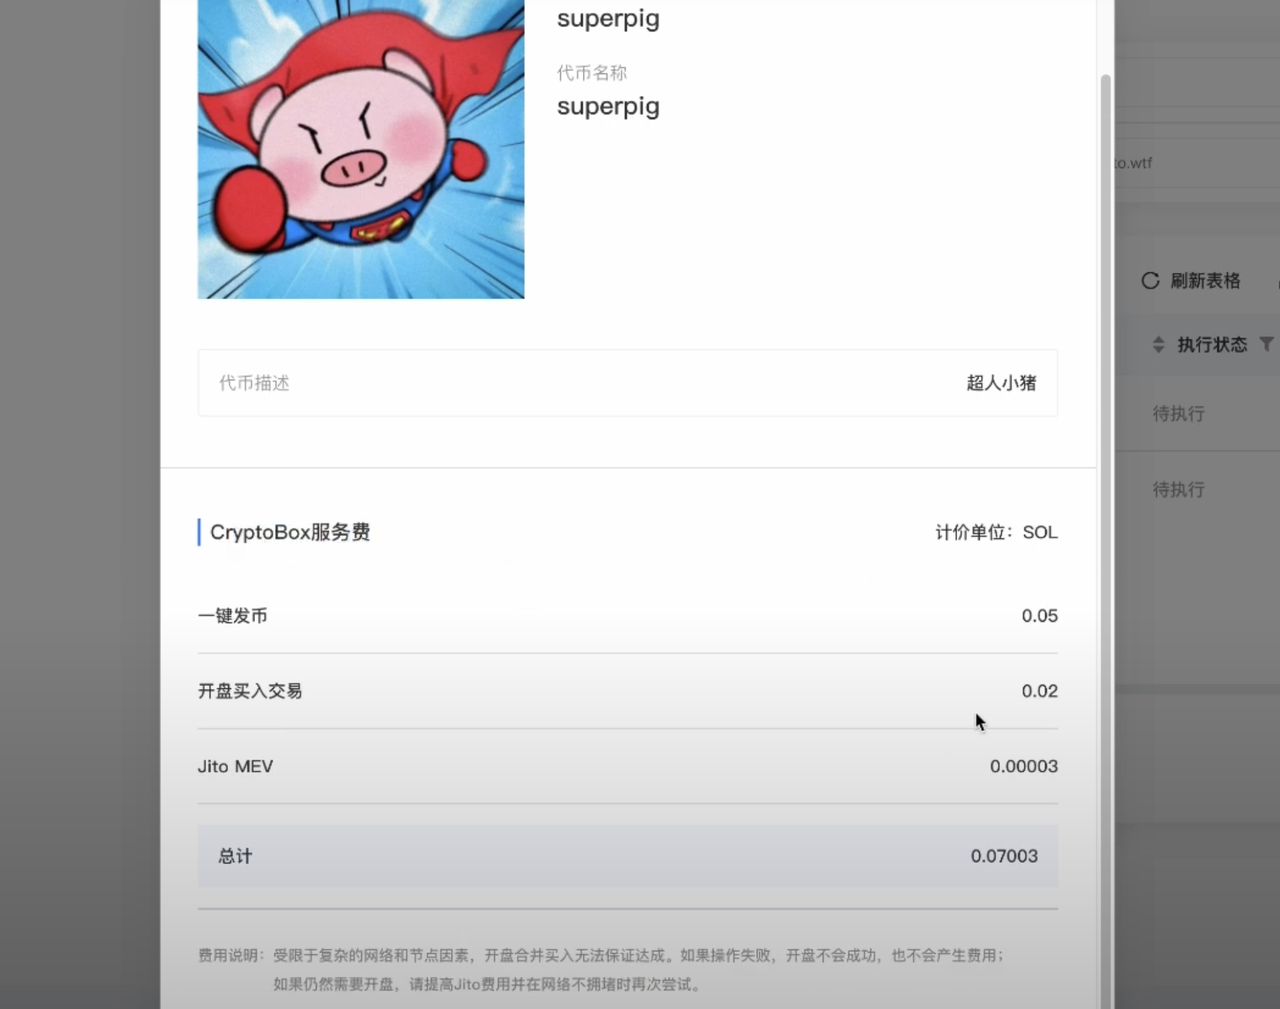 superpig
代币名称
superpig
to.wtf
刷新表格
执行状态
代币描述 超人小猪
待执行
待执行
CryptoBox服务费 计价单位：SOL
一键发币 0.05
开盘买入交易 0.02
Jito MEV 0.00003
总计 0.07003
费用说明：受限于复杂的网络和节点因素，开盘合并买入无法保证达成。如果操作失败，开盘不会成功，也不会产生费用；
如果仍然需要开盘，请提高Jito费用并在网络不拥堵时再次尝试。